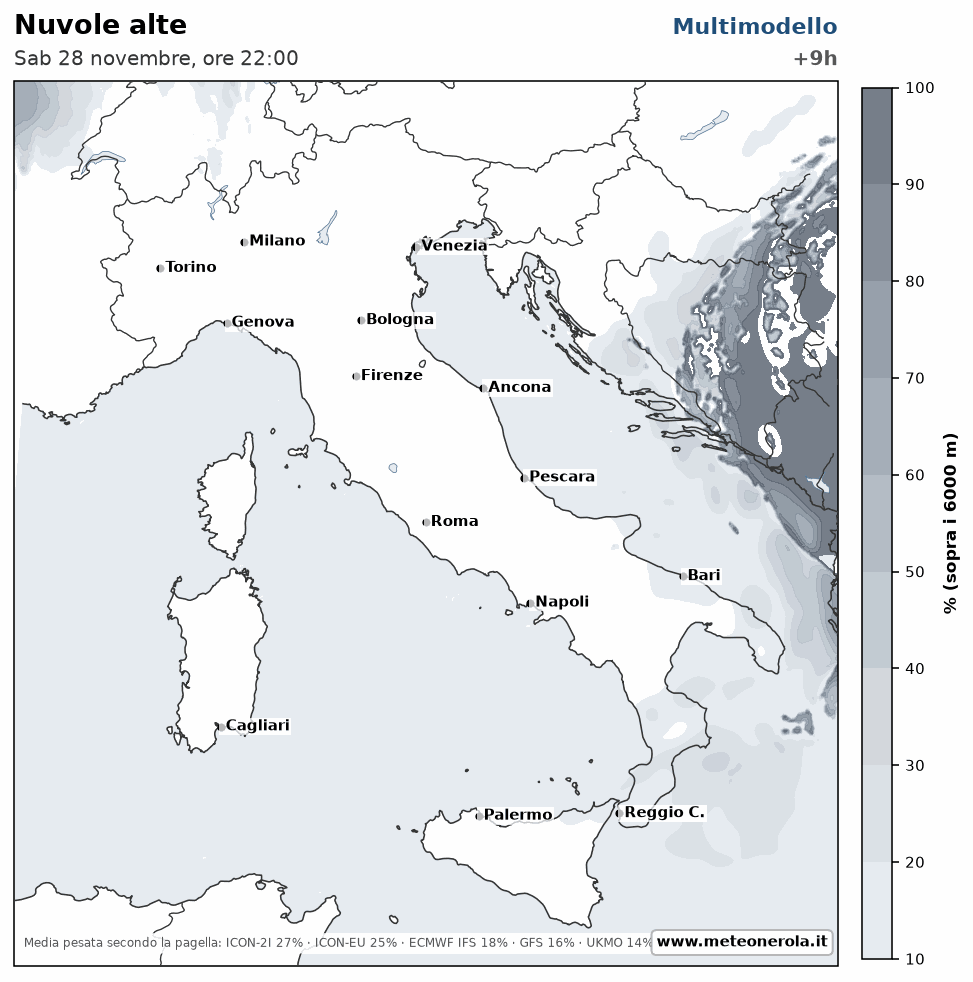 Nuvole alte
Multimodello
Sab 28 novembre, ore 22:00
+9h
100
90
80
70
60
50
40
30
20
10
% (sopra i 6000 m)
Milano
Venezia
Torino
Genova
Bologna
Firenze
Ancona
Pescara
Roma
Bari
Napoli
Cagliari
Palermo
Reggio C.
Media pesata secondo la pagella: ICON-2I 27% · ICON-EU 25% · ECMWF IFS 18% · GFS 16% · UKMO 14%
www.meteonerola.it